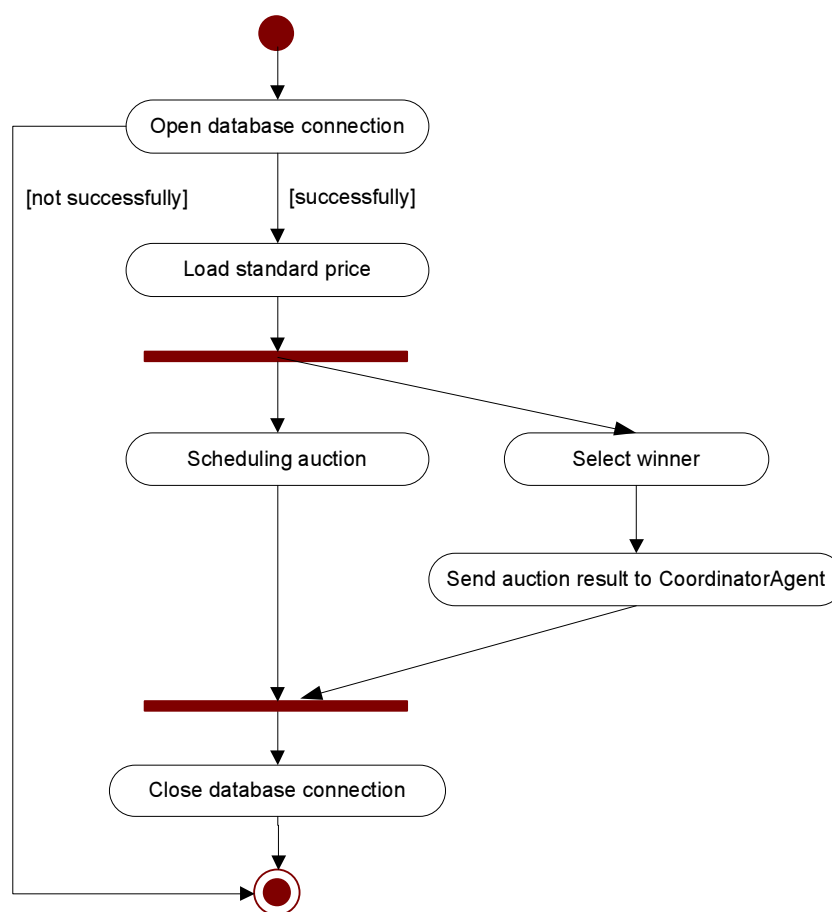 Open database connection
[not successfully]
[successfully]
Load standard price
Scheduling auction
Select winner
Send auction result to CoordinatorAgent
Close database connection